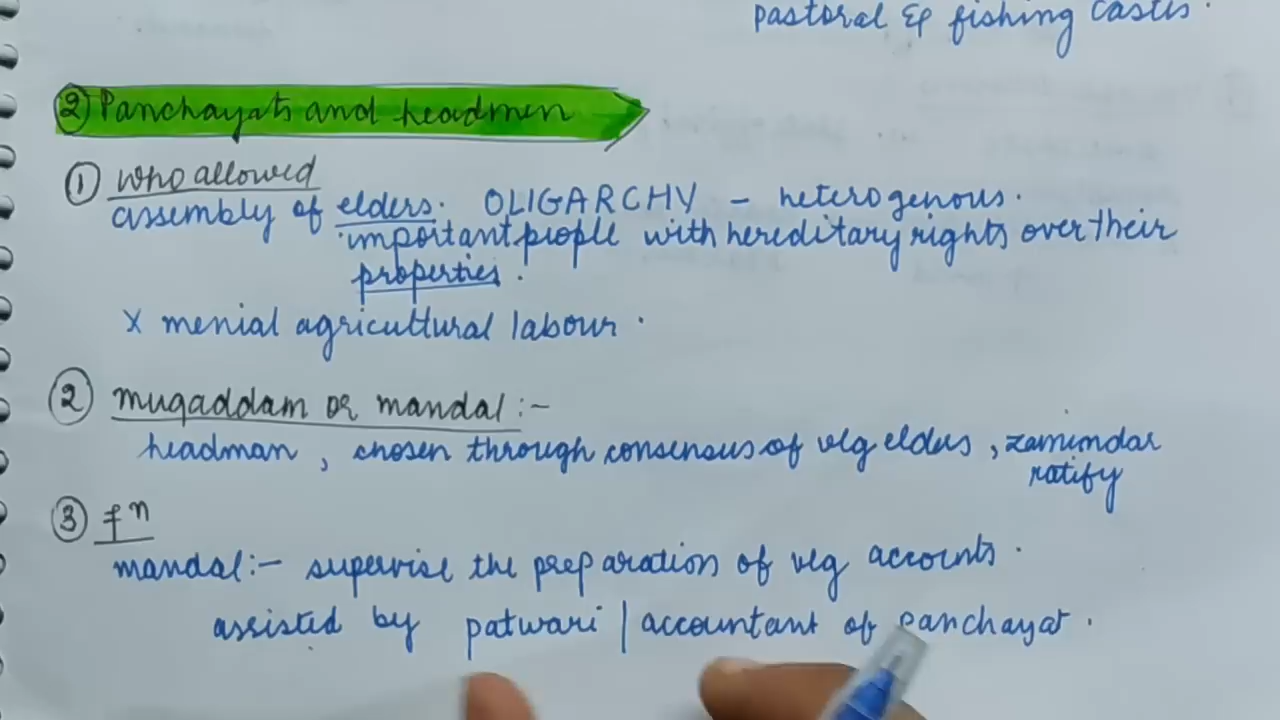 pastoral & fishing castes.
② Panchayats and headmen
① who allowed
assembly of elders. OLIGARCHY - heterogenous.
important people with hereditary rights over their
properties.
x menial agricultural labour.
② muqaddam or mandal:-
headman, chosen through consensus of vlg elders, zamindar
ratify
③ fⁿ
mandal:- supervise the preparation of vlg accounts.
assisted by patwari | accountant of Panchayat.